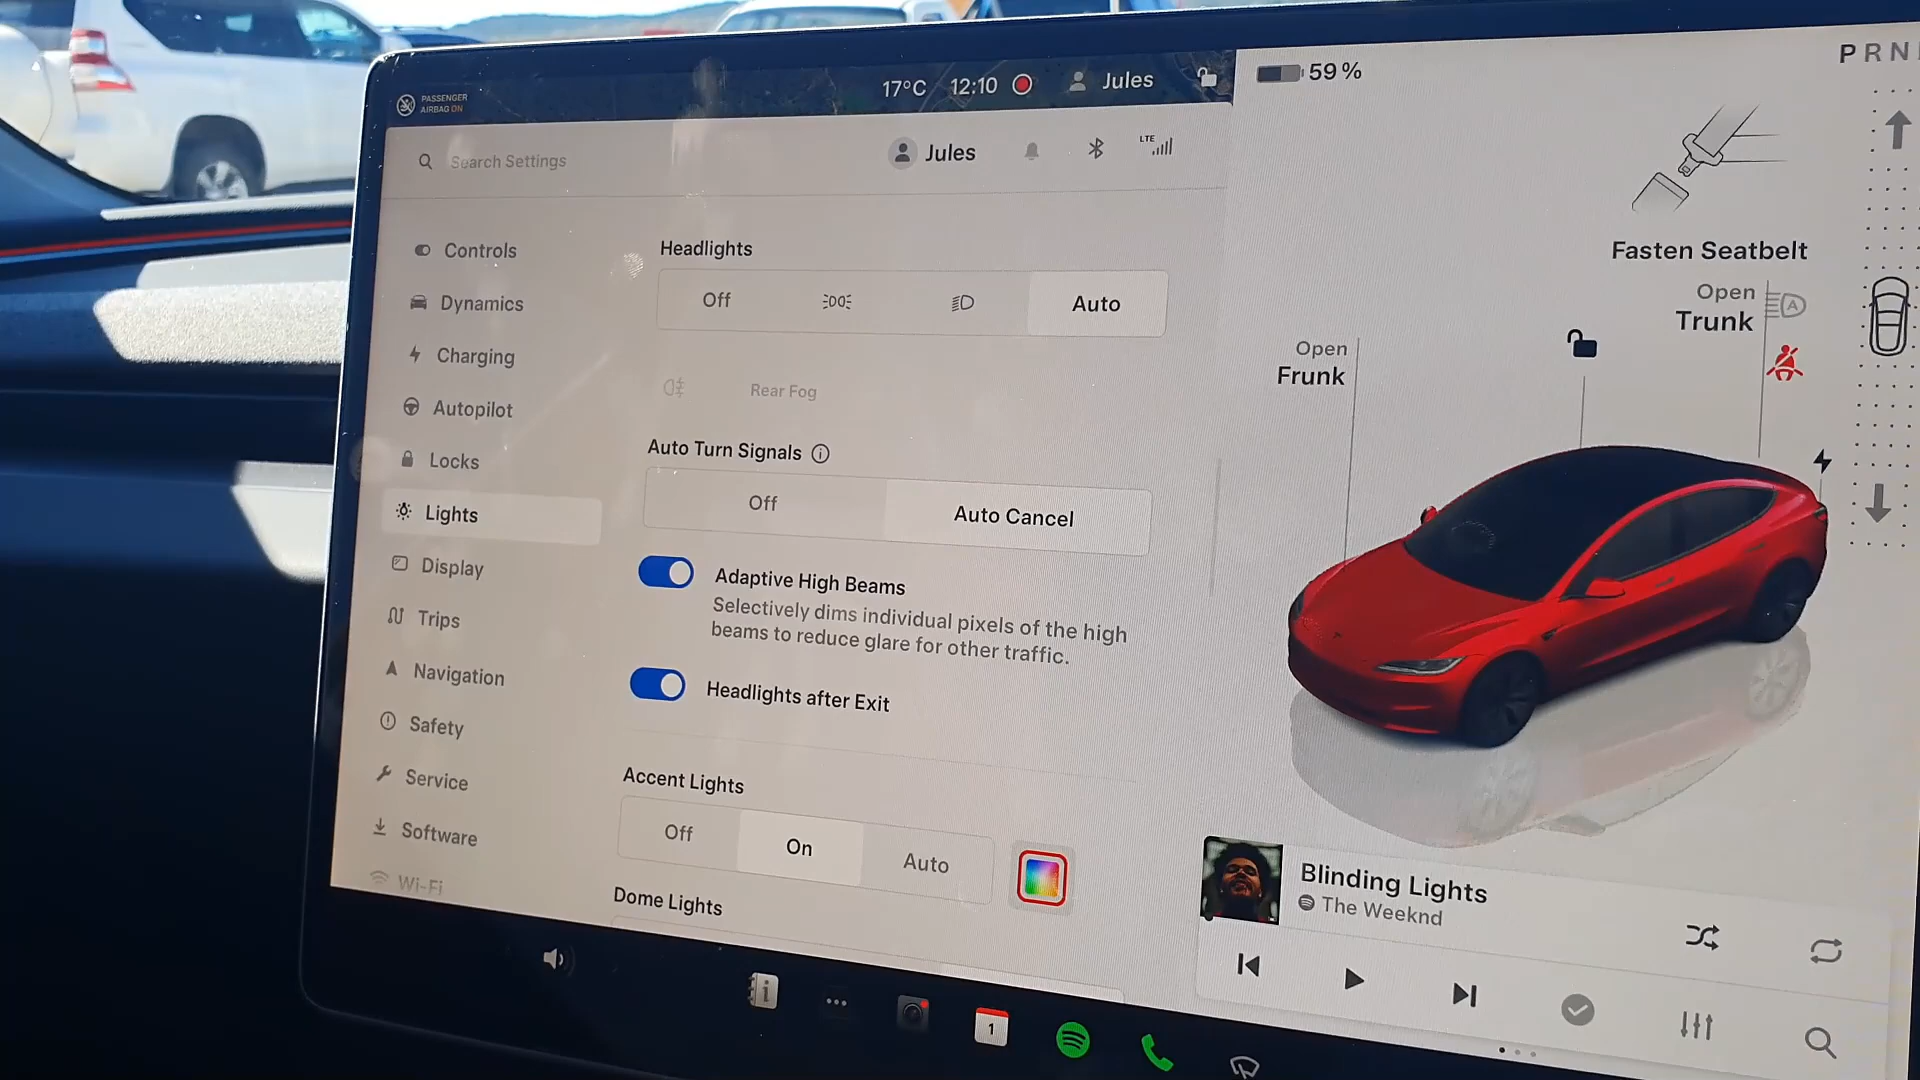 PASSENGER
AIRBAG ON
17°C 12:10 Jules
59 %
P R N
Search Settings
Jules
LTE
Controls
Dynamics
Charging
Autopilot
Locks
Lights
Display
Trips
Navigation
Safety
Service
Software
Wi-Fi
Headlights
Off
Auto
Rear Fog
Auto Turn Signals
Off
Auto Cancel
Adaptive High Beams
Selectively dims individual pixels of the high
beams to reduce glare for other traffic.
Headlights after Exit
Accent Lights
Off
On
Auto
Dome Lights
Fasten Seatbelt
Open
Trunk
A
Open
Frunk
Blinding Lights
The Weeknd
1